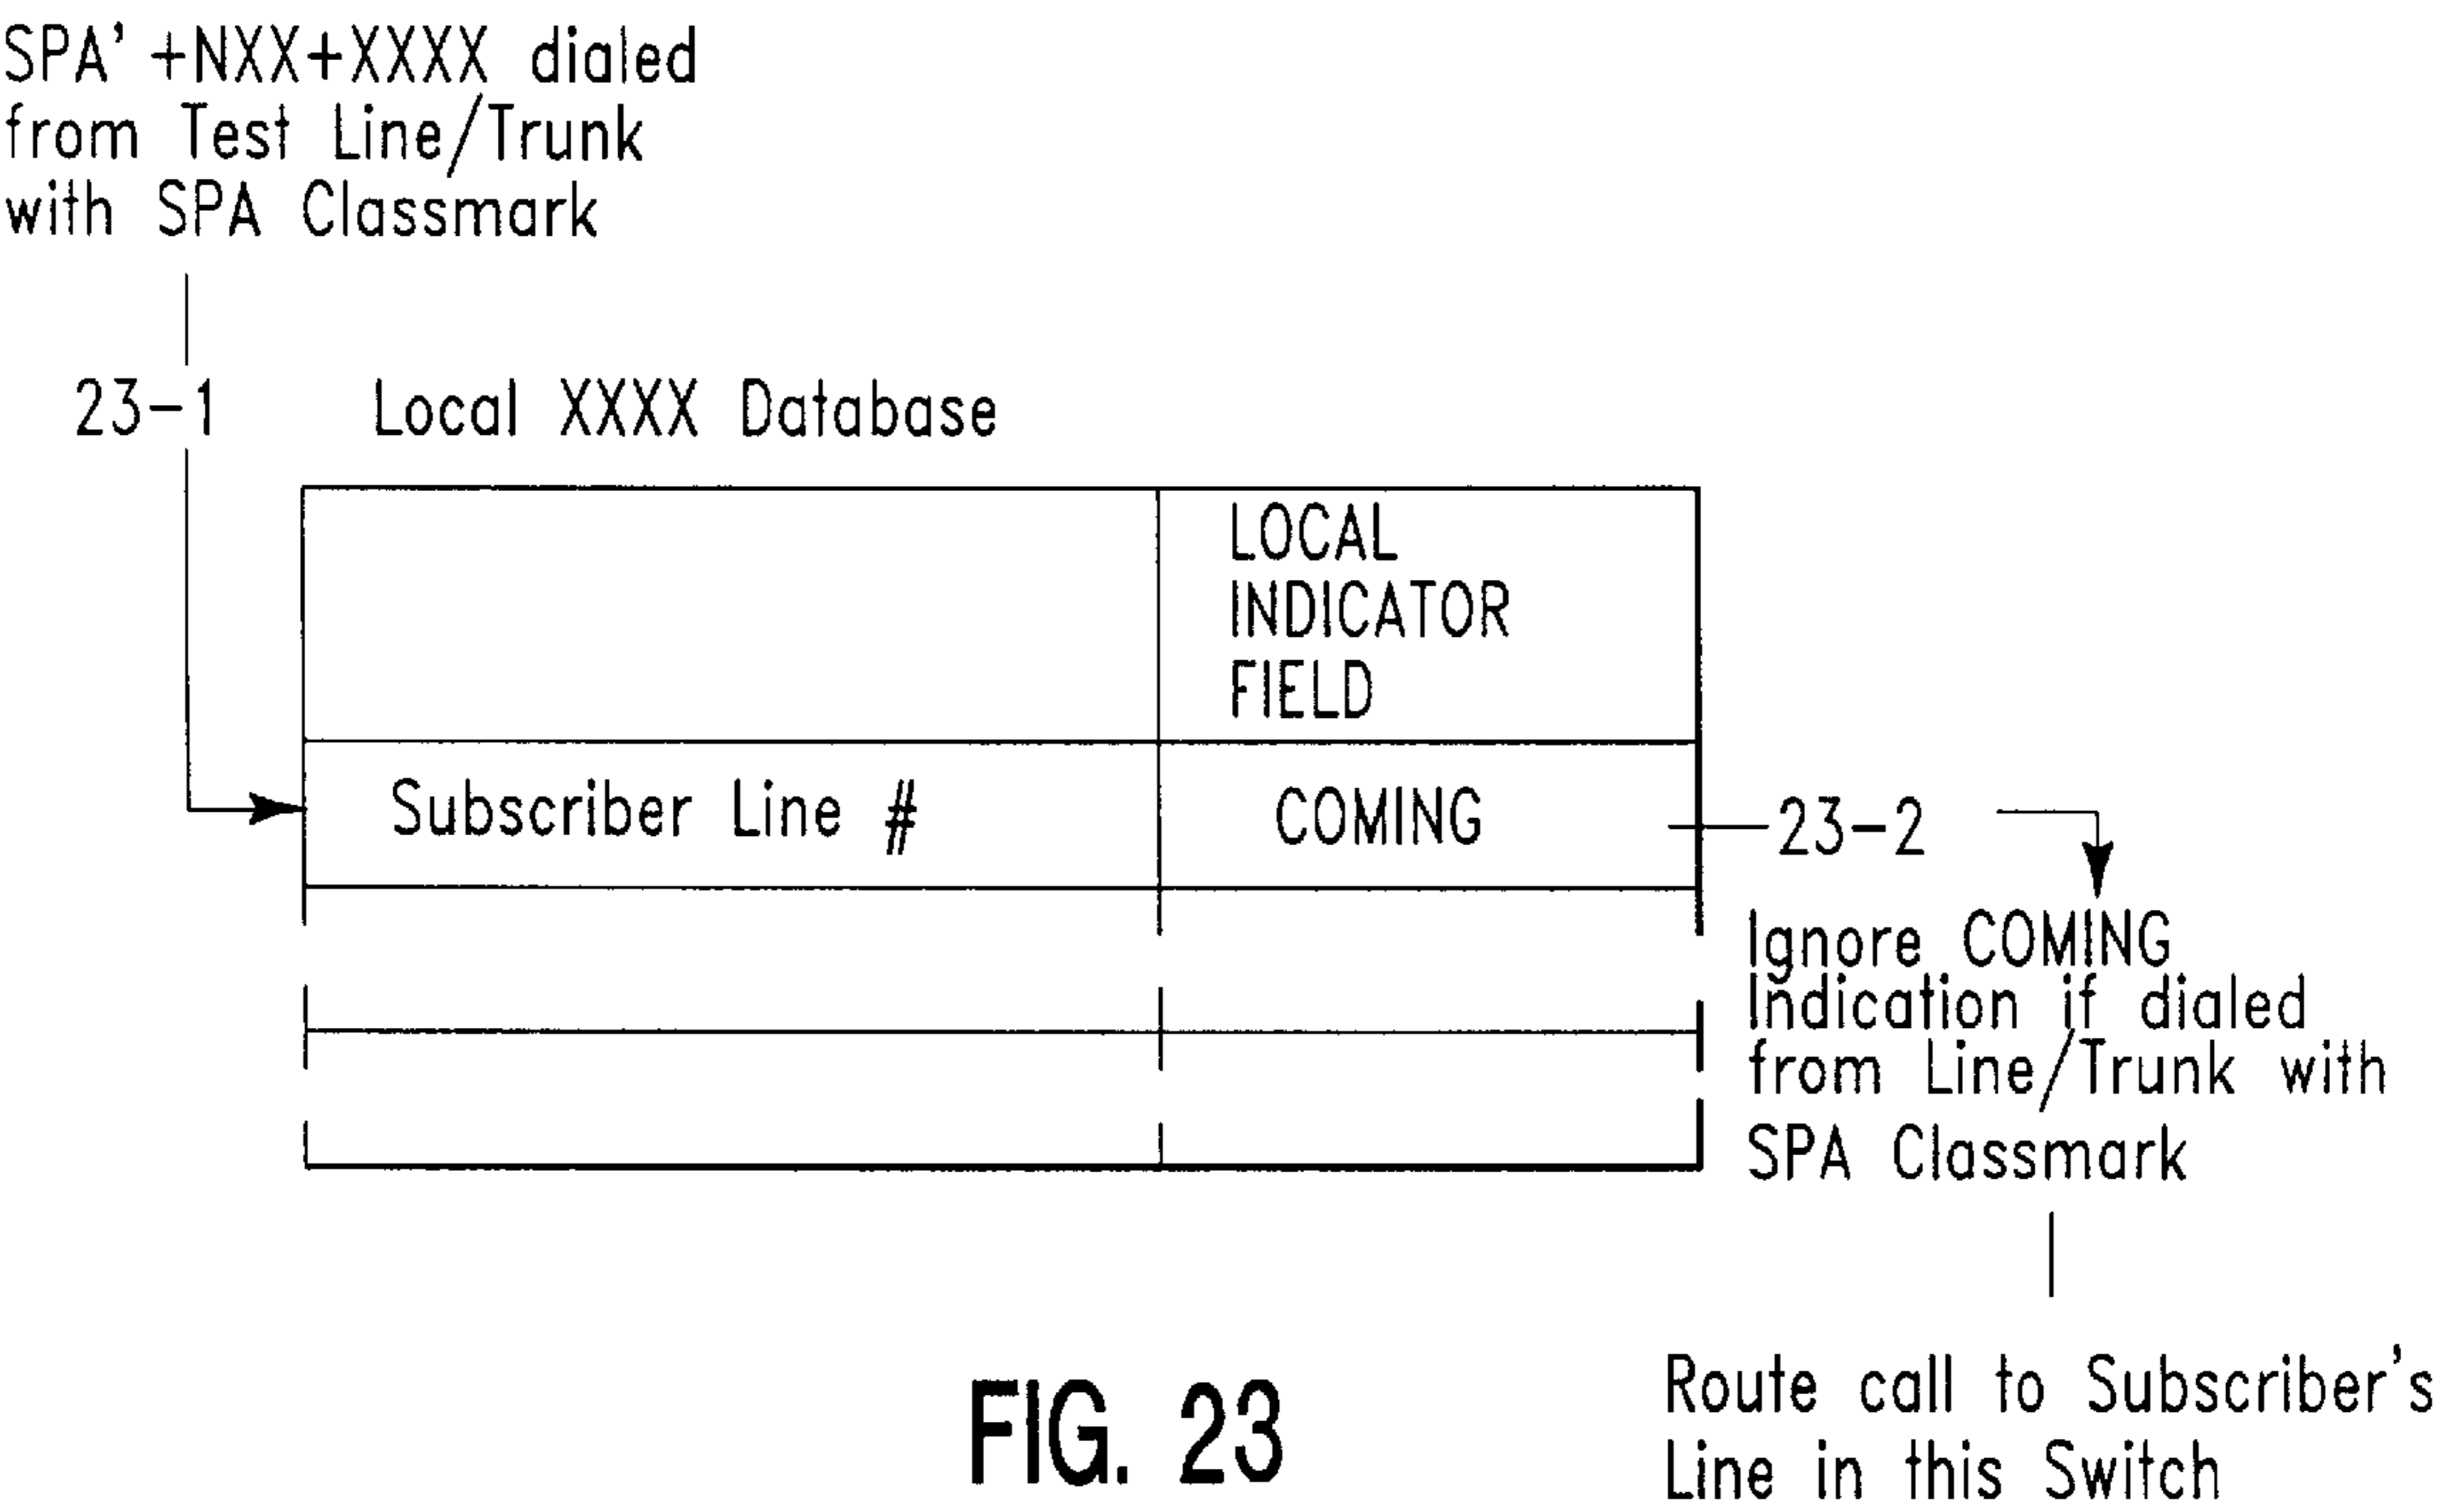 SPA' +NXX+XXXX dialed
from Test Line/Trunk
with SPA Classmark
23-1
Local XXXX Database
LOCAL
INDICATOR
FIELD
Subscriber Line #
COMING
23-2
Ignore COMING
Indication if dialed
from Line/Trunk with
SPA Classmark
Route call to Subscriber's
Line in this Switch
FIG. 23